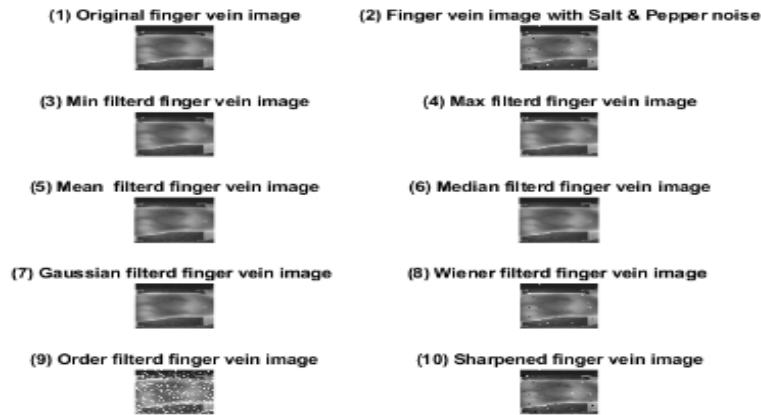 (1) Original finger vein image
(2) Finger vein image with Salt & Pepper noise
(3) Min filterd finger vein image
(4) Max filterd finger vein image
(5) Mean filterd finger vein image
(6) Median filterd finger vein image
(7) Gaussian filterd finger vein image
(8) Wiener filterd finger vein image
(9) Order filterd finger vein image
(10) Sharpened finger vein image